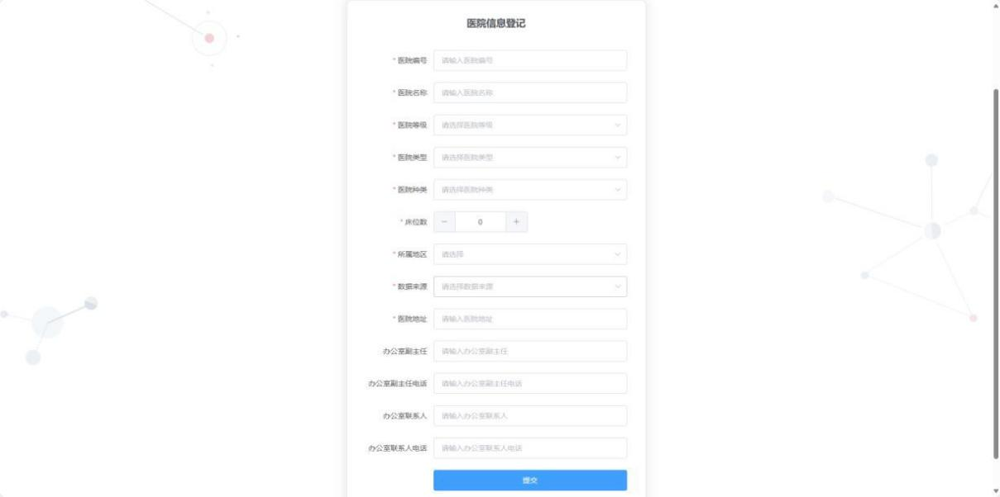 医院信息登记
* 医院编号 请输入医院编号
* 医院名称 请输入医院名称
* 医院等级 请选择医院等级
* 医院类型 请选择医院类型
* 医院种类 请选择医院种类
* 床位数 − 0 +
* 所属地区 请选择
* 数据来源 请选择数据来源
* 医院地址 请输入医院地址
办公室副主任 请输入办公室副主任
办公室副主任电话 请输入办公室副主任电话
办公室联系人 请输入办公室联系人
办公室联系人电话 请输入办公室联系人电话
提交